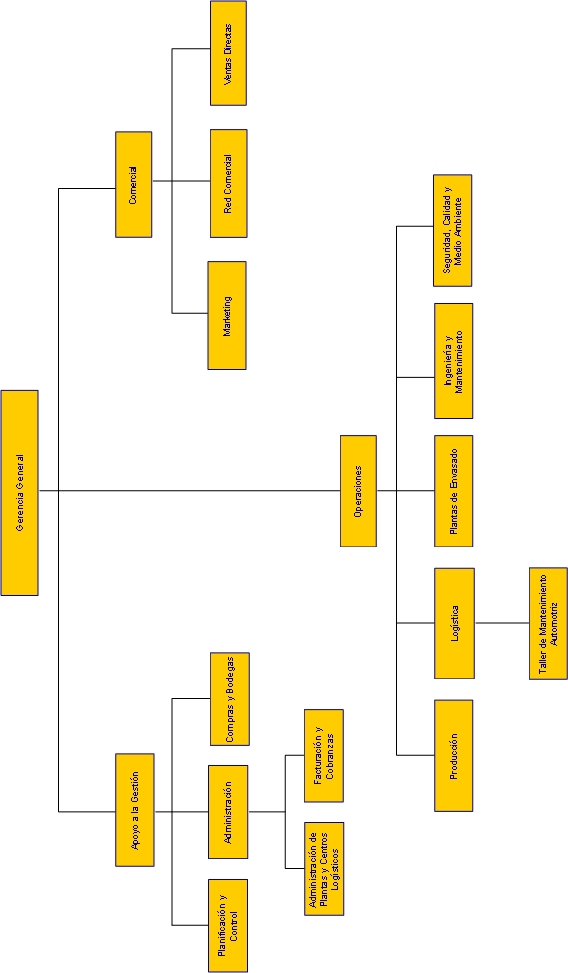 Gerencia General
Apoyo a la Gestión
Comercial
Planificación y
Control
Administración
Compras y Bodegas
Marketing
Red Comercial
Ventas Directas
Administración de
Plantas y Centros
Logísticos
Facturación y
Cobranzas
Operaciones
Producción
Logística
Plantas de Envasado
Ingeniería y
Mantenimiento
Seguridad, Calidad y
Medio Ambiente
Taller de Mantenimiento
Automotriz